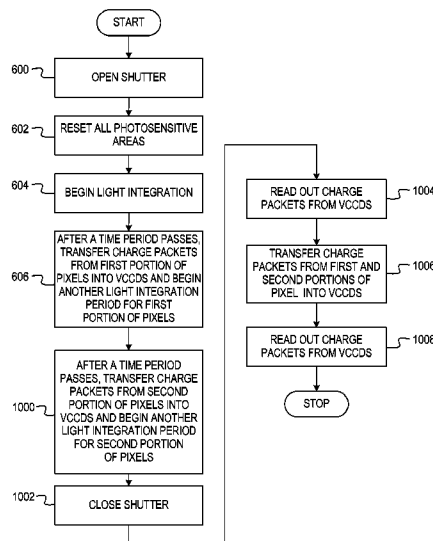 START
600
OPEN SHUTTER
602
RESET ALL PHOTOSENSITIVE
AREAS
604
BEGIN LIGHT INTEGRATION
606
AFTER A TIME PERIOD PASSES,
TRANSFER CHARGE PACKETS
FROM FIRST PORTION OF
PIXELS INTO VCCDS AND BEGIN
ANOTHER LIGHT INTEGRATION
PERIOD FOR FIRST
PORTION OF PIXELS
1000
AFTER A TIME PERIOD
PASSES, TRANSFER CHARGE
PACKETS FROM SECOND
PORTION OF PIXELS INTO
VCCDS AND BEGIN ANOTHER
LIGHT INTEGRATION PERIOD
FOR SECOND PORTION
OF PIXELS
1002
CLOSE SHUTTER
READ OUT CHARGE
PACKETS FROM VCCDS
1004
TRANSFER CHARGE
PACKETS FROM FIRST AND
SECOND PORTIONS OF
PIXEL INTO VCCDS
1006
READ OUT CHARGE
PACKETS FROM VCCDS
1008
STOP